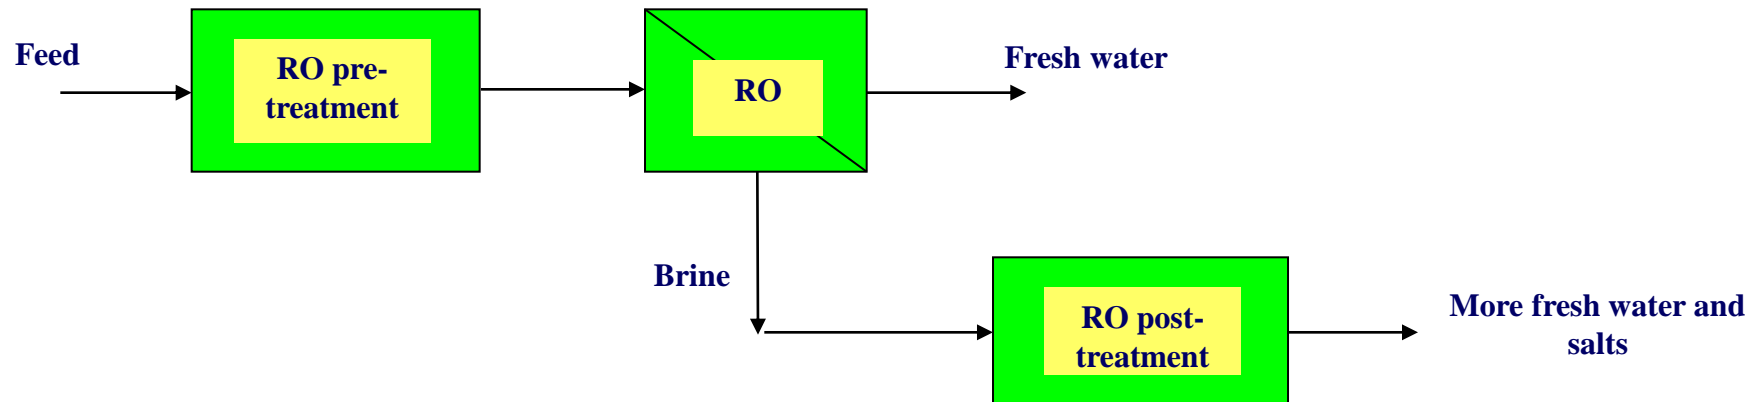 Feed
RO pre-
treatment
RO
Fresh water
Brine
RO post-
treatment
More fresh water and
salts